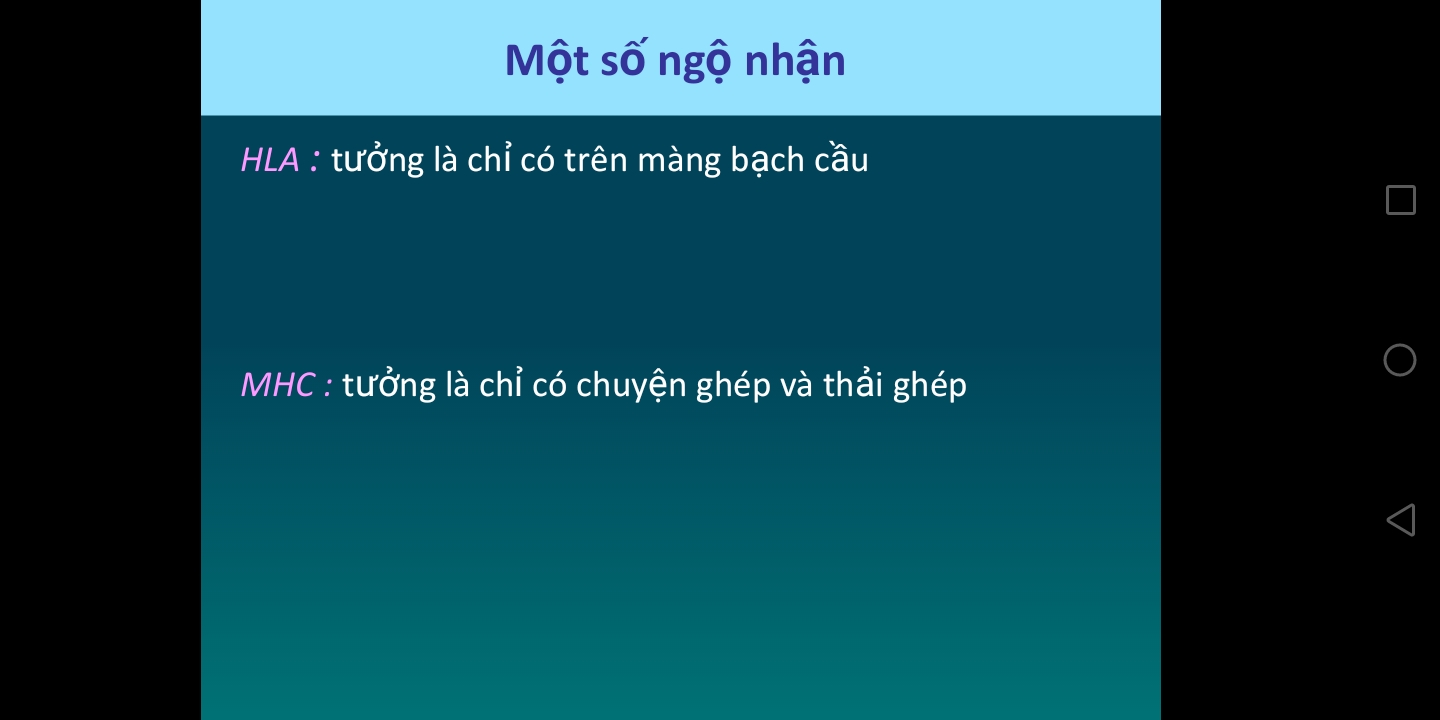 Một số ngộ nhận
HLA : tưởng là chỉ có trên màng bạch cầu
MHC : tưởng là chỉ có chuyện ghép và thải ghép